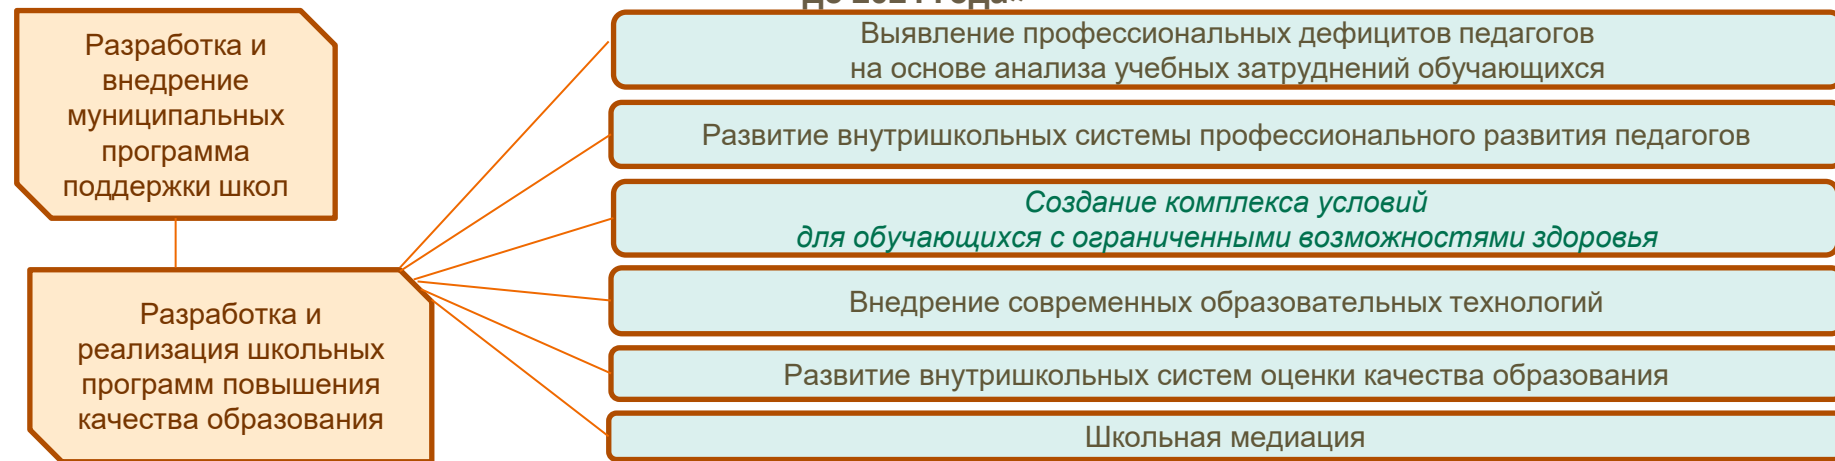 Разработка и
внедрение
муниципальных
программа
поддержки школ
Разработка и
реализация школьных
программ повышения
качества образования
Выявление профессиональных дефицитов педагогов
на основе анализа учебных затруднений обучающихся
Развитие внутришкольных системы профессионального развития педагогов
Создание комплекса условий
для обучающихся с ограниченными возможностями здоровья
Внедрение современных образовательных технологий
Развитие внутришкольных систем оценки качества образования
Школьная медиация